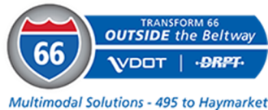 66
TRANSFORM 66
OUTSIDE the Beltway
VDOT | DRPT
Multimodal Solutions - 495 to Haymarket